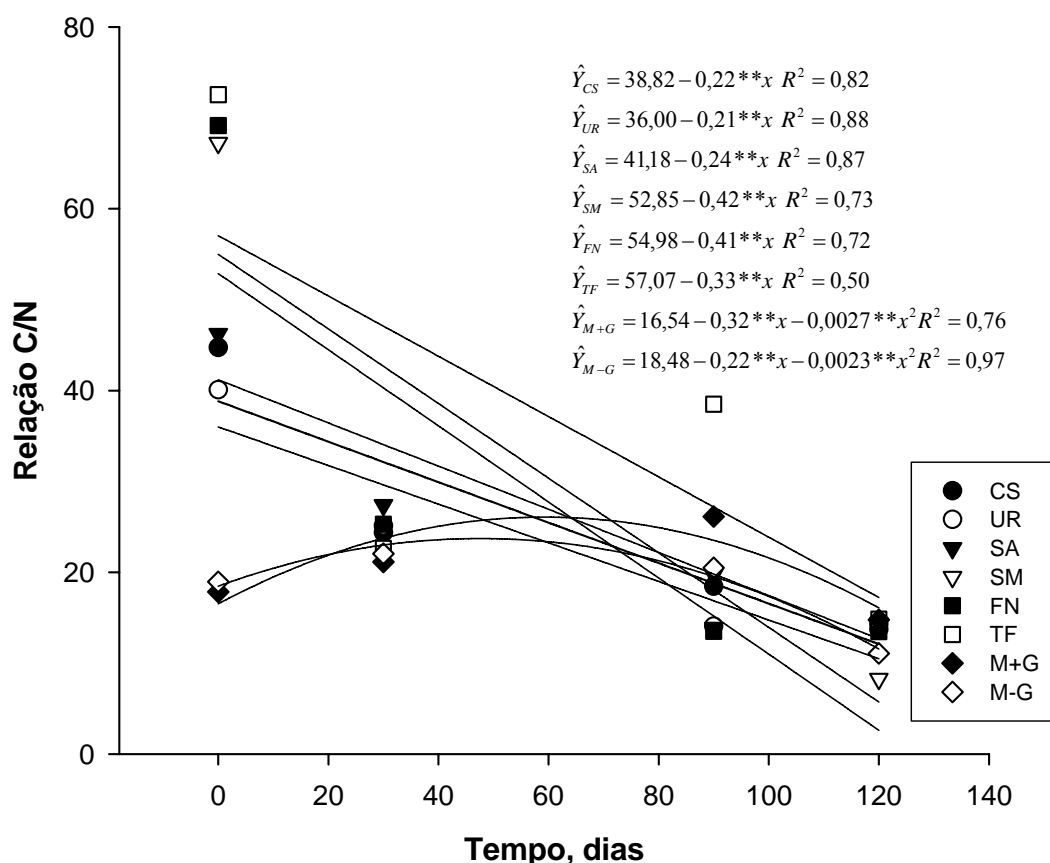 80
60
40
20
0
Relação C/N
Ŷ_CS = 38,82 − 0,22**x R² = 0,82
Ŷ_UR = 36,00 − 0,21**x R² = 0,88
Ŷ_SA = 41,18 − 0,24**x R² = 0,87
Ŷ_SM = 52,85 − 0,42**x R² = 0,73
Ŷ_FN = 54,98 − 0,41**x R² = 0,72
Ŷ_TF = 57,07 − 0,33**x R² = 0,50
Ŷ_M+G = 16,54 − 0,32**x − 0,0027**x² R² = 0,76
Ŷ_M−G = 18,48 − 0,22**x − 0,0023**x² R² = 0,97
CS
UR
SA
SM
FN
TF
M+G
M-G
0 20 40 60 80 100 120 140
Tempo, dias